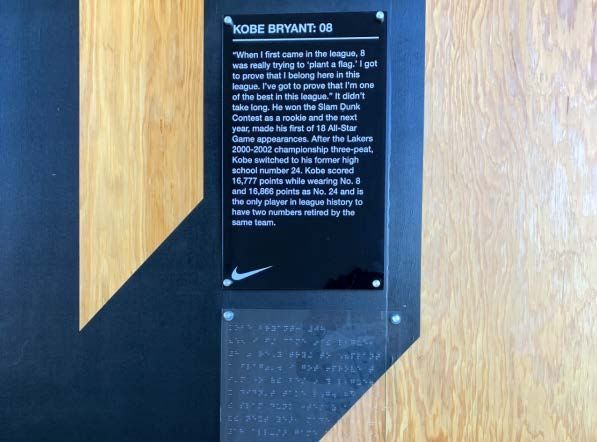 KOBE BRYANT: 08
"When I first came in the league, 8
was really trying to 'plant a flag.' I got
to prove that I belong here in this
league. I've got to prove that I'm one
of the best in this league." It didn't
take long. He won the Slam Dunk
Contest as a rookie and the next
year, made his first of 18 All-Star
Game appearances. After the Lakers
2000-2002 championship three-peat,
Kobe switched to his former high
school number 24. Kobe scored
16,777 points while wearing No. 8
and 16,866 points as No. 24 and is
the only player in league history to
have two numbers retired by the
same team.